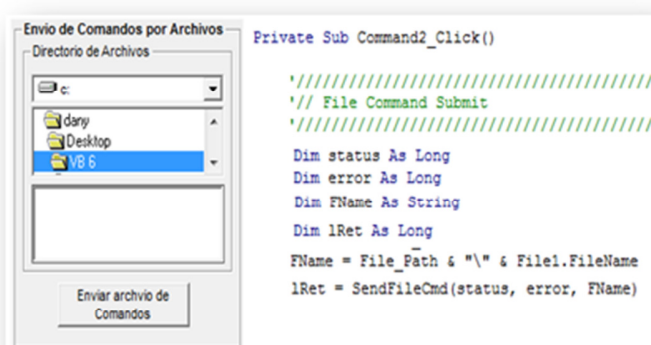 Envio de Comandos por Archivos
Directorio de Archivos
c:
dany
Desktop
VB 6
Enviar archvio de
Comandos
Private Sub Command2_Click()
'//////////////////////////////////////////
'// File Command Submit
'//////////////////////////////////////////
Dim status As Long
Dim error As Long
Dim FName As String
Dim lRet As Long
FName = File_Path & "\" & File1.FileName
lRet = SendFileCmd(status, error, FName)